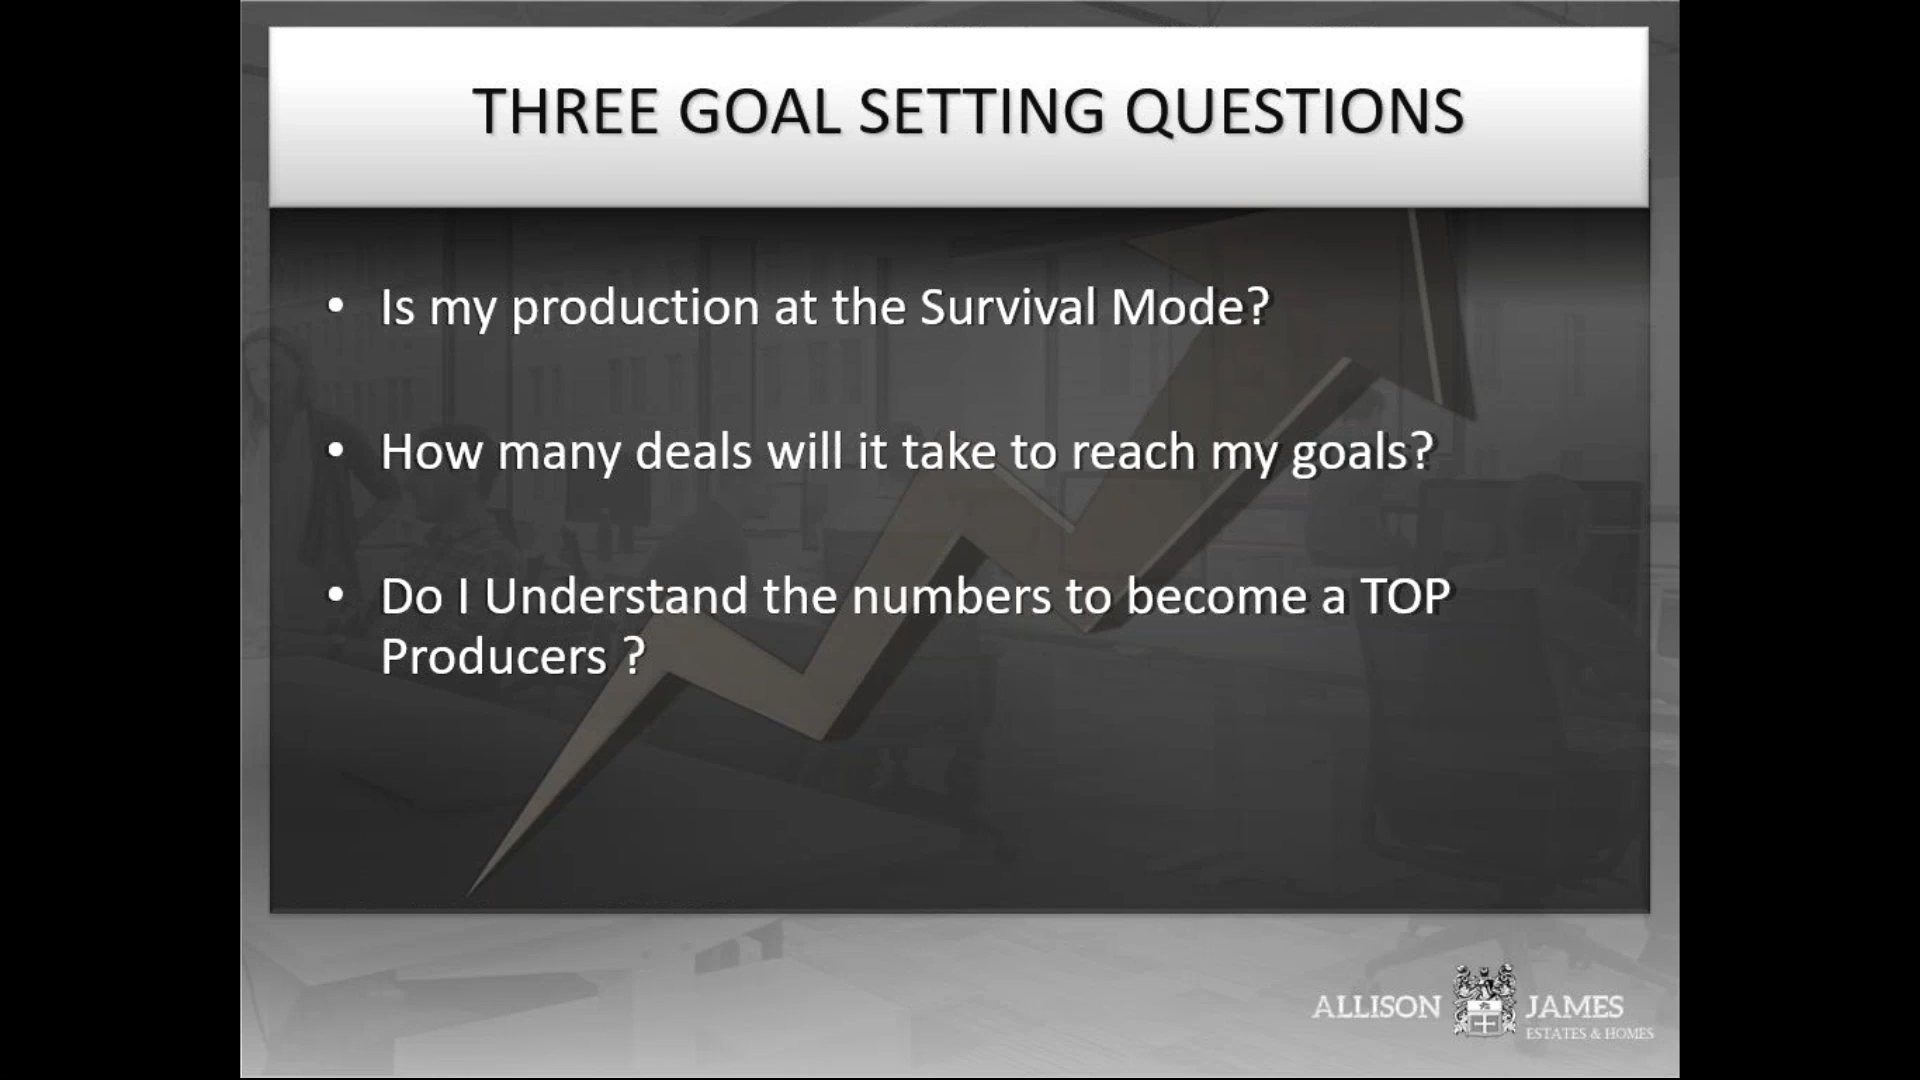 THREE GOAL SETTING QUESTIONS
• Is my production at the Survival Mode?
• How many deals will it take to reach my goals?
• Do I Understand the numbers to become a TOP
Producers ?
ALLISON JAMES
ESTATES & HOMES